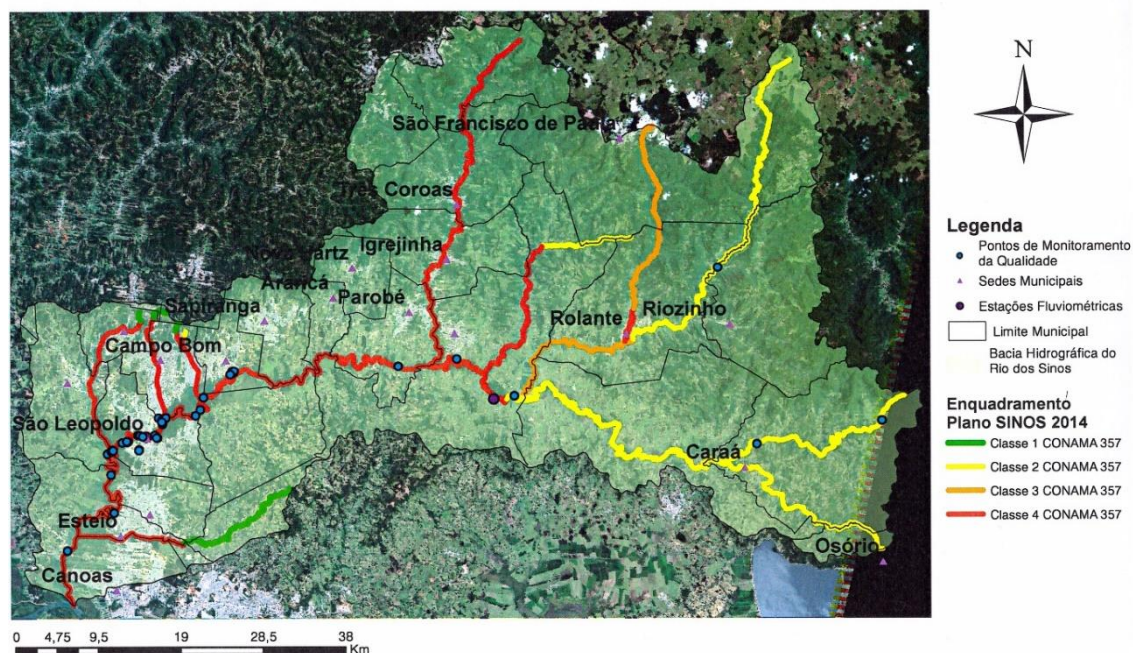 São Francisco de Paula
Três Coroas
Igrejinha
Araricá
Parobé
Sapiranga
Rolante
Riozinho
Campo Bom
São Leopoldo
Caraá
Esteio
Osório
Canoas
0 4,75 9,5 19 28,5 38
Km
N
Legenda
Pontos de Monitoramento
da Qualidade
Sedes Municipais
Estações Fluviométricas
Limite Municipal
Bacia Hidrográfica do
Rio dos Sinos
Enquadramento
Plano SINOS 2014
Classe 1 CONAMA 357
Classe 2 CONAMA 357
Classe 3 CONAMA 357
Classe 4 CONAMA 357